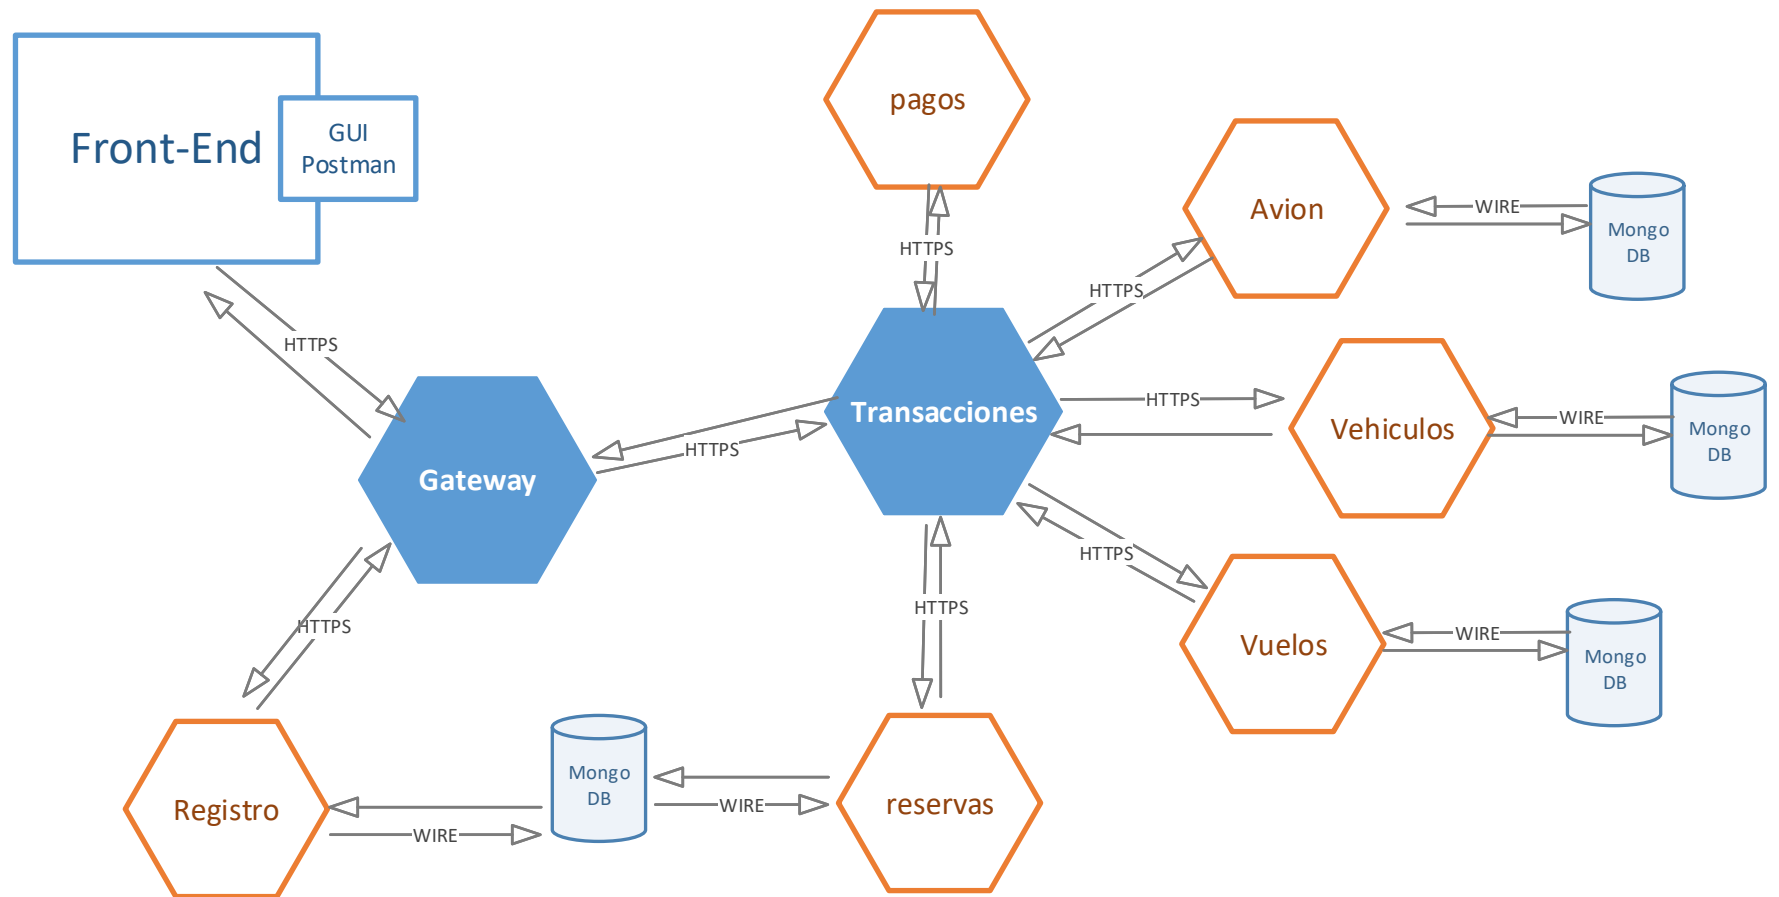 pagos
GUI
Postman
Front-End
Avion
WIRE
Mongo
DB
HTTPS
HTTPS
HTTPS
HTTPS
Transacciones
WIRE
Vehiculos
Mongo
DB
HTTPS
Gateway
HTTPS
HTTPS
HTTPS
WIRE
Vuelos
Mongo
DB
Mongo
DB
Registro
WIRE
WIRE
reservas